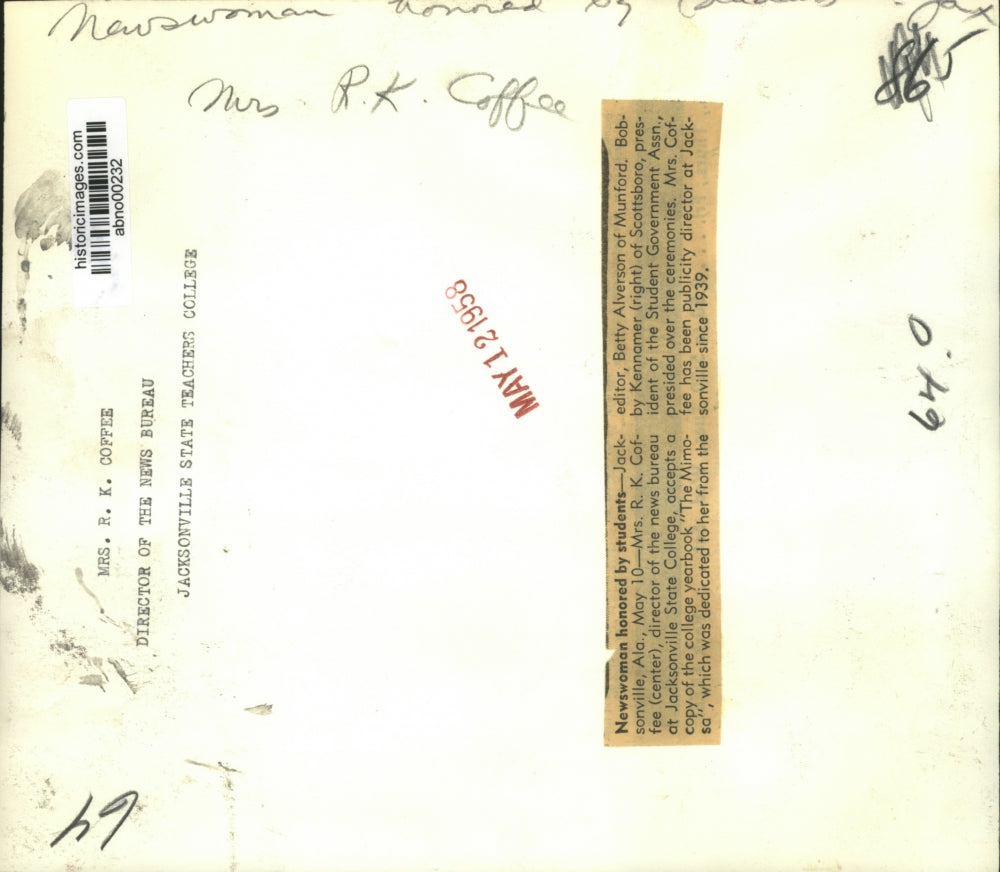 Newswoman honored by students - Jax
Mrs. R.K. Coffee
86
historicimages.com
abno00232
MRS. R. K. COFFEE
DIRECTOR OF THE NEWS BUREAU
JACKSONVILLE STATE TEACHERS COLLEGE
MAY 12 1958
Newswoman honored by students—Jack-
sonville, Ala., May 10—Mrs. R. K. Cof-
fee (center), director of the news bureau
at Jacksonville State College, accepts a
copy of the college yearbook "The Mimo-
sa", which was dedicated to her from the
editor, Betty Alverson of Munford. Bob-
by Kennamer (right) of Scottsboro, pres-
ident of the Student Government Assn.,
presided over the ceremonies. Mrs. Cof-
fee has been publicity director at Jack-
sonville since 1939.
64.0
49